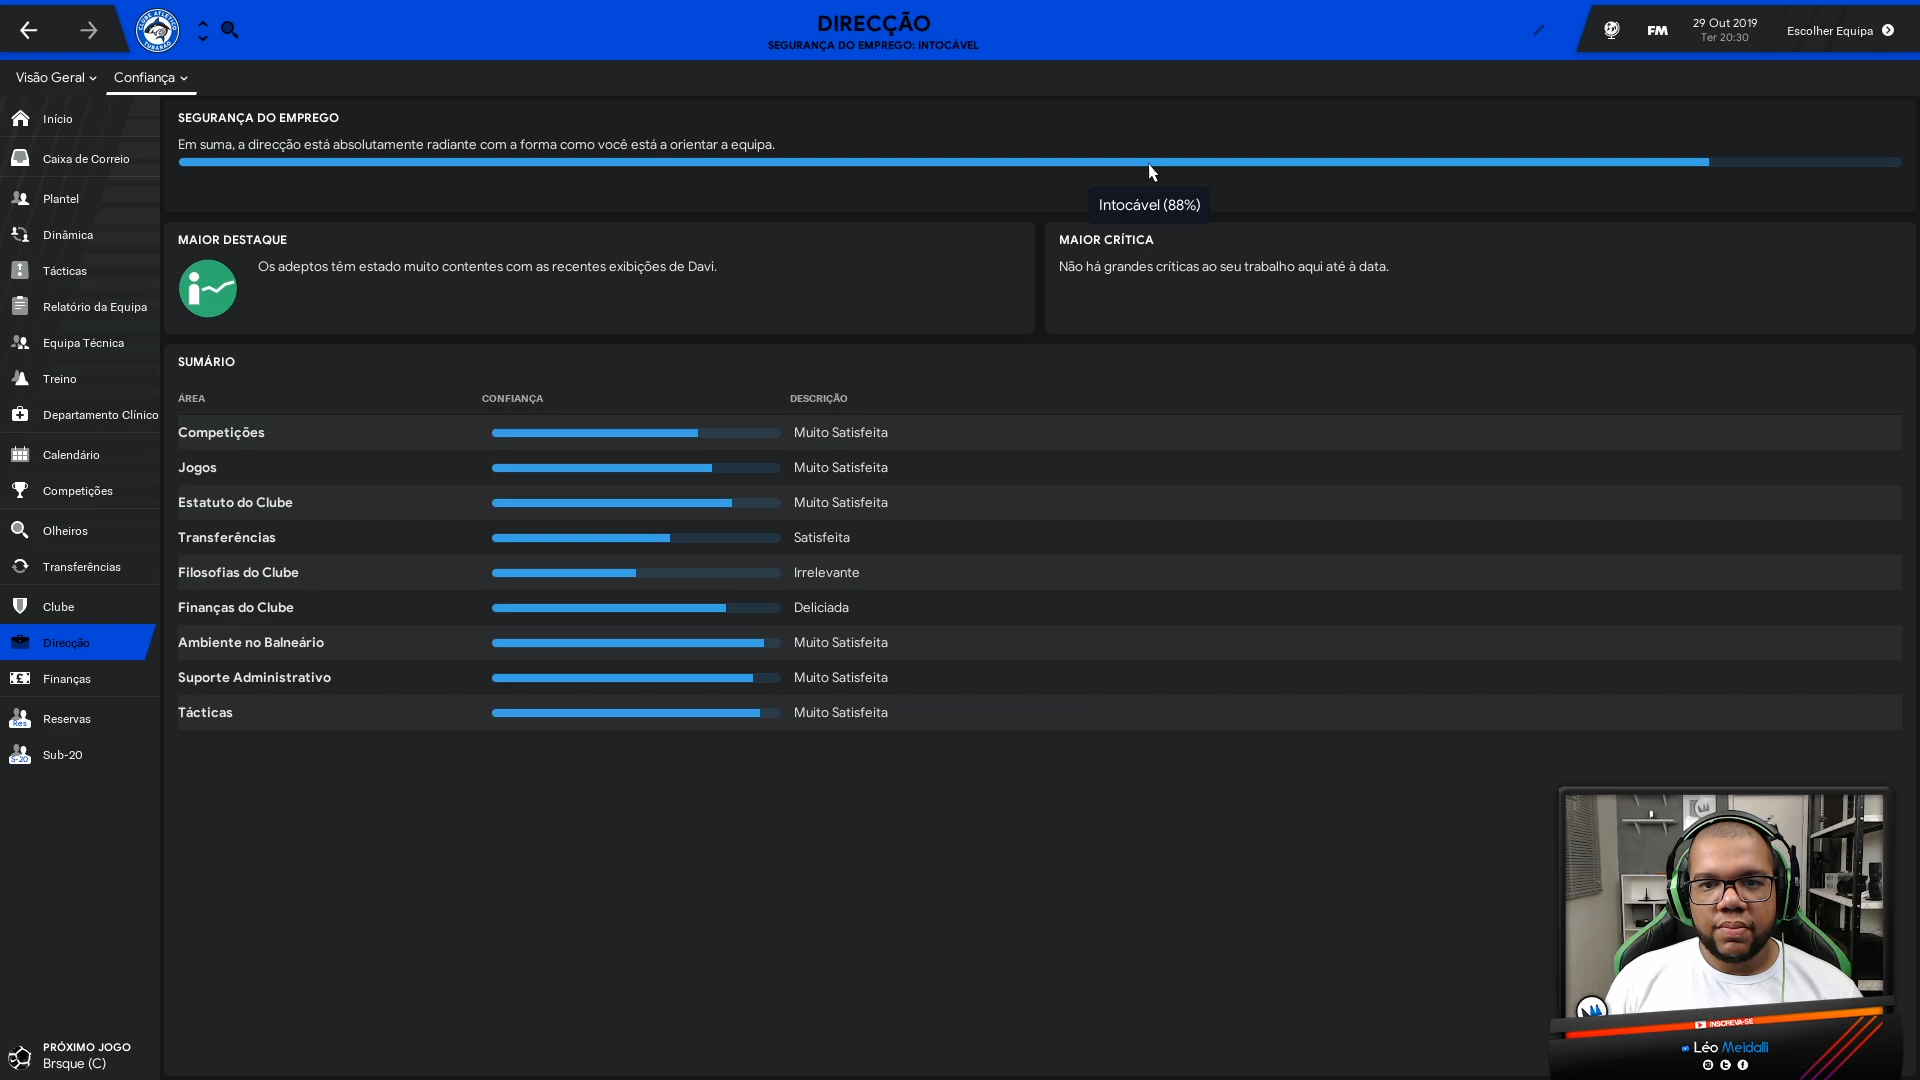 DIRECÇÃO
SEGURANÇA DO EMPREGO: INTOCÁVEL
FM
29 Out 2019
Ter 20:30
Escolher Equipa
CLUBE ATLÉTICO
TUBARÃO
Visão Geral
Confiança
Início
Caixa de Correio
Plantel
Dinâmica
Tácticas
Relatório da Equipa
Equipa Técnica
Treino
Departamento Clínico
Calendário
Competições
Olheiros
Transferências
Clube
Direcção
Finanças
Res
Reservas
S-20
Sub-20
PRÓXIMO JOGO
Brsque (C)
SEGURANÇA DO EMPREGO
Em suma, a direcção está absolutamente radiante com a forma como você está a orientar a equipa.
Intocável (88%)
MAIOR DESTAQUE
Os adeptos têm estado muito contentes com as recentes exibições de Davi.
MAIOR CRÍTICA
Não há grandes críticas ao seu trabalho aqui até à data.
SUMÁRIO
ÁREA CONFIANÇA DESCRIÇÃO
Competições Muito Satisfeita
Jogos Muito Satisfeita
Estatuto do Clube Muito Satisfeita
Transferências Satisfeita
Filosofias do Clube Irrelevante
Finanças do Clube Deliciada
Ambiente no Balneário Muito Satisfeita
Suporte Administrativo Muito Satisfeita
Tácticas Muito Satisfeita
INSCREVA-SE
Léo Meidalli